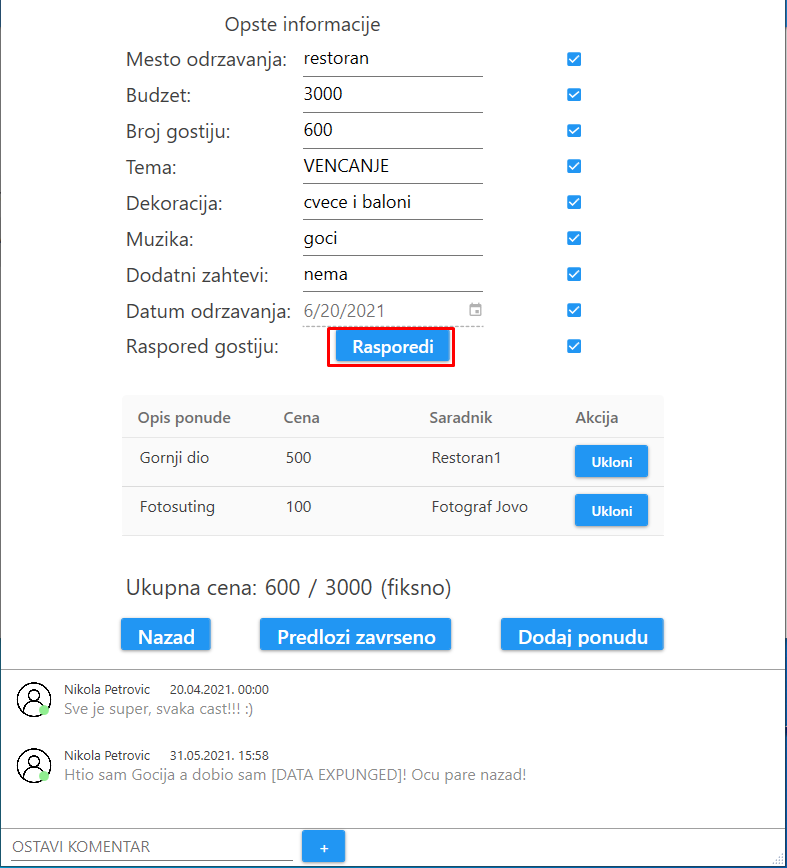 Opste informacije
Mesto odrzavanja: restoran
Budzet: 3000
Broj gostiju: 600
Tema: VENCANJE
Dekoracija: cvece i baloni
Muzika: goci
Dodatni zahtevi: nema
Datum odrzavanja: 6/20/2021
Raspored gostiju: Rasporedi
Opis ponude Cena Saradnik Akcija
Gornji dio 500 Restoran1 Ukloni
Fotosuting 100 Fotograf Jovo Ukloni
Ukupna cena: 600 / 3000 (fiksno)
Nazad Predlozi zavrseno Dodaj ponudu
Nikola Petrovic 20.04.2021. 00:00
Sve je super, svaka cast!!! :)
Nikola Petrovic 31.05.2021. 15:58
Htio sam Gocija a dobio sam [DATA EXPUNGED]! Ocu pare nazad!
OSTAVI KOMENTAR +